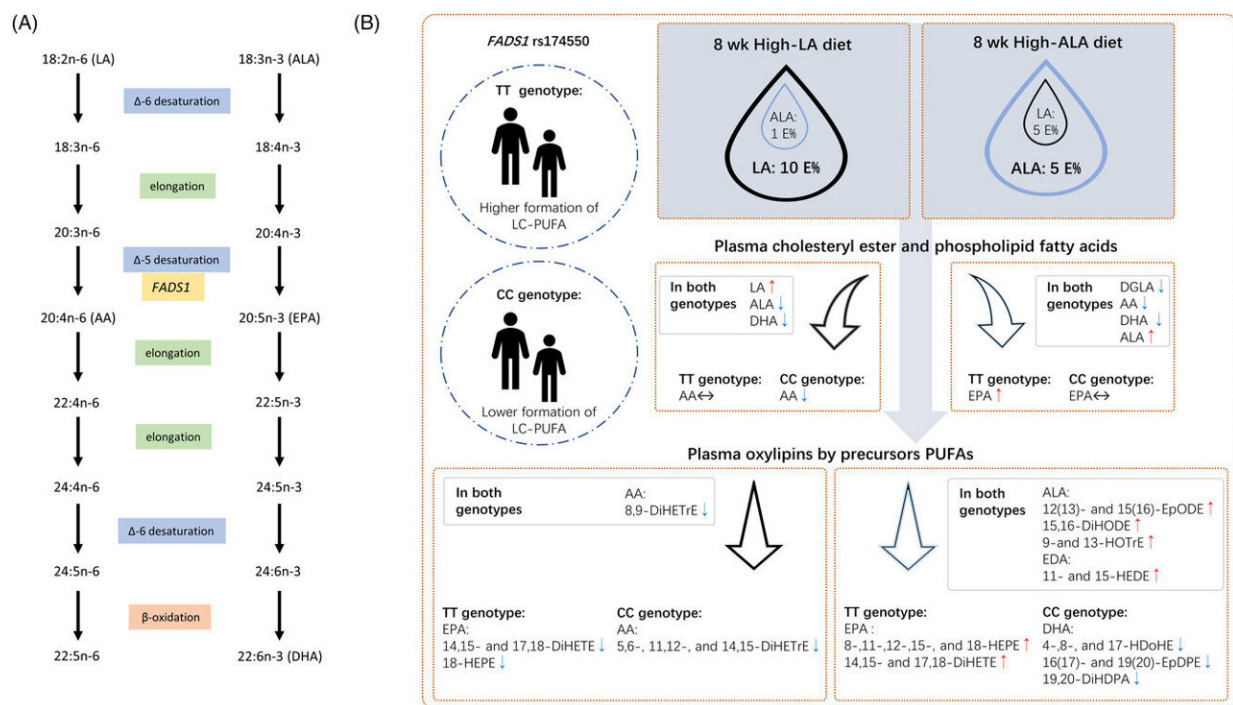 (A)
18:2n-6 (LA)
18:3n-3 (ALA)
Δ-6 desaturation
18:3n-6
18:4n-3
elongation
20:3n-6
20:4n-3
Δ-5 desaturation
FADS1
20:4n-6 (AA)
20:5n-3 (EPA)
elongation
22:4n-6
22:5n-3
elongation
24:4n-6
24:5n-3
Δ-6 desaturation
24:5n-6
24:6n-3
β-oxidation
22:5n-6
22:6n-3 (DHA)
(B)
FADS1 rs174550
TT genotype:
Higher formation of
LC-PUFA
CC genotype:
Lower formation of
LC-PUFA
8 wk High-LA diet
ALA:
1 E%
LA: 10 E%
8 wk High-ALA diet
LA:
5 E%
ALA: 5 E%
Plasma cholesteryl ester and phospholipid fatty acids
In both
genotypes
LA ↑
ALA ↓
DHA ↓
TT genotype:
AA↔
CC genotype:
AA ↓
In both
genotypes
DGLA ↓
AA ↓
DHA ↓
ALA ↑
TT genotype:
EPA ↑
CC genotype:
EPA↔
Plasma oxylipins by precursors PUFAs
In both
genotypes
AA:
8,9-DiHETrE ↓
TT genotype:
EPA:
14,15- and 17,18-DiHETE ↓
18-HEPE ↓
CC genotype:
AA:
5,6-, 11,12-, and 14,15-DiHETrE ↓
In both
genotypes
ALA:
12(13)- and 15(16)-EpODE ↑
15,16-DiHODE ↑
9-and 13-HOTrE ↑
EDA:
11- and 15-HEDE ↑
TT genotype:
EPA :
8-,11-,12-,15-, and 18-HEPE ↑
14,15- and 17,18-DiHETE ↑
CC genotype:
DHA:
4-,8-, and 17-HDoHE ↓
16(17)- and 19(20)-EpDPE ↓
19,20-DiHDPA ↓